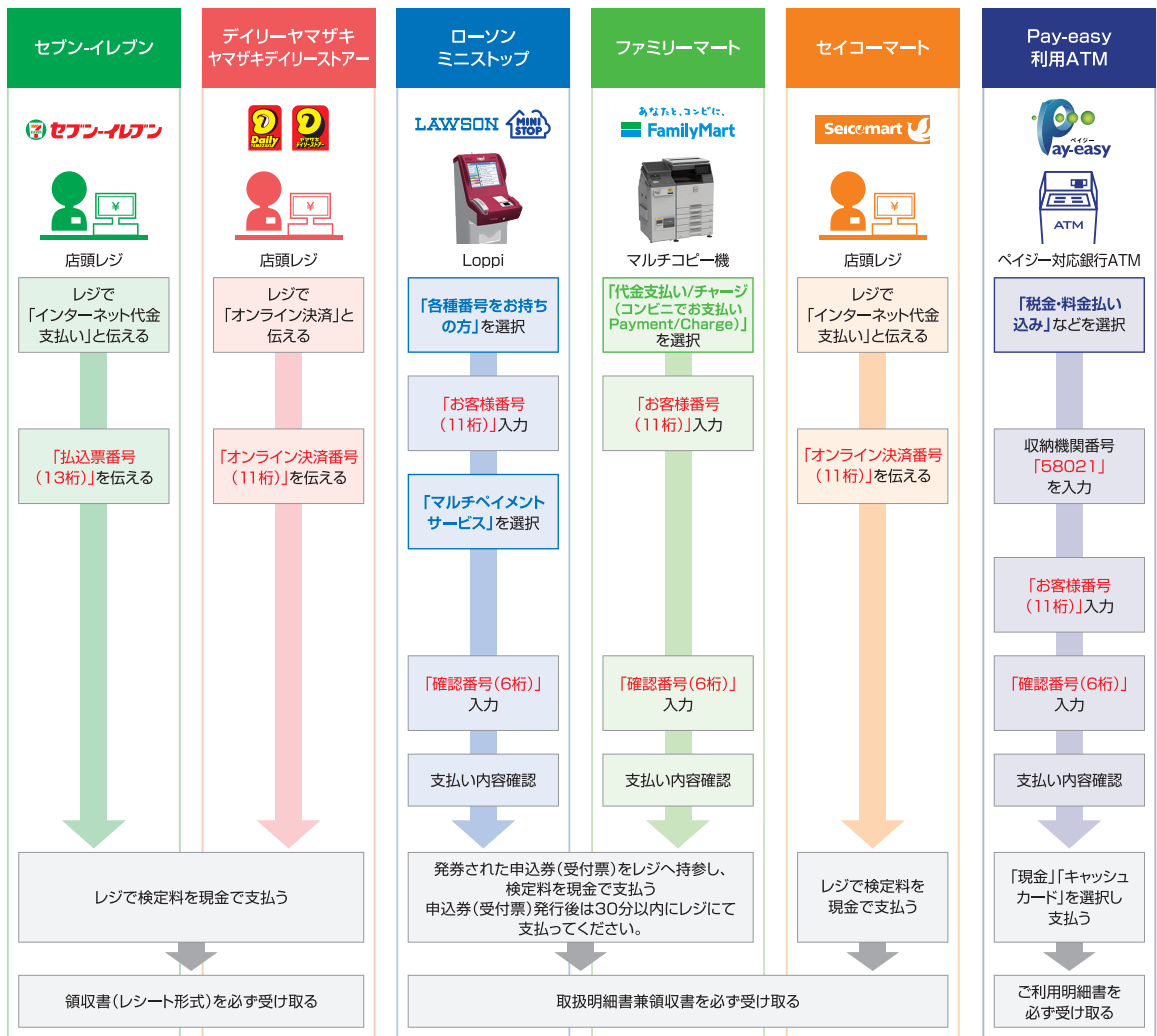 セブン-イレブン
デイリーヤマザキ
ヤマザキデイリーストアー
ローソン
ミニストップ
ファミリーマート
セイコーマート
Pay-easy
利用ATM
セブン-イレブン
Daily
YAMAZAKI
ヤマザキ
デイリーストアー
LAWSON
MINI
STOP
あなたと、コンビに、
FamilyMart
Seicomart
ペイジー
Pay-easy
¥
¥
¥
ATM
店頭レジ
店頭レジ
Loppi
マルチコピー機
店頭レジ
ペイジー対応銀行ATM
レジで
「インターネット代金
支払い」と伝える
レジで
「オンライン決済」と
伝える
「各種番号をお持ち
の方」を選択
「代金支払い/チャージ
(コンビニでお支払い
Payment/Charge)」
を選択
レジで
「インターネット代金
支払い」と伝える
「税金・料金払い
込み」などを選択
「お客様番号
(11桁)」入力
「お客様番号
(11桁)」入力
「払込票番号
(13桁)」を伝える
「オンライン決済番号
(11桁)」を伝える
「オンライン決済番号
(11桁)」を伝える
収納機関番号
「58021」
を入力
「マルチペイメント
サービス」を選択
「お客様番号
(11桁)」入力
「確認番号(6桁)」
入力
「確認番号(6桁)」
入力
「確認番号(6桁)」
入力
支払い内容確認
支払い内容確認
支払い内容確認
レジで検定料を現金で支払う
発券された申込券(受付票)をレジへ持参し、
検定料を現金で支払う
申込券(受付票)発行後は30分以内にレジにて
支払ってください。
レジで検定料を
現金で支払う
「現金」「キャッシュ
カード」を選択し
支払う
領収書(レシート形式)を必ず受け取る
取扱明細書兼領収書を必ず受け取る
ご利用明細書を
必ず受け取る